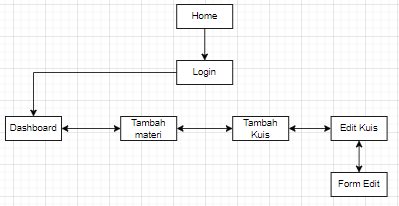 Home
Login
Dashboard
Tambah
materi
Tambah
Kuis
Edit Kuis
Form Edit